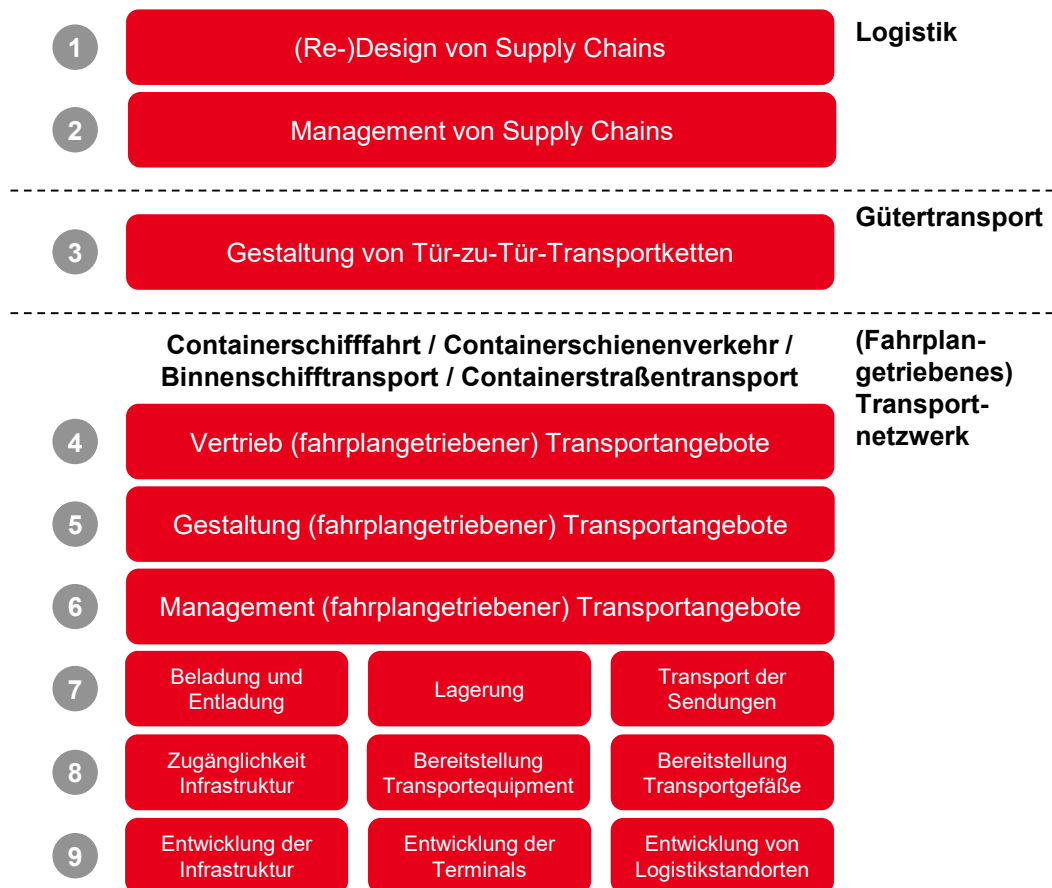 1
(Re-)Design von Supply Chains
Logistik
2
Management von Supply Chains
Gütertransport
3
Gestaltung von Tür-zu-Tür-Transportketten
Containerschifffahrt / Containerschienenverkehr /
Binnenschifftransport / Containerstraßentransport
(Fahrplan-
getriebenes)
Transport-
netzwerk
4
Vertrieb (fahrplangetriebener) Transportangebote
5
Gestaltung (fahrplangetriebener) Transportangebote
6
Management (fahrplangetriebener) Transportangebote
7
Beladung und
Entladung
Lagerung
Transport der
Sendungen
8
Zugänglichkeit
Infrastruktur
Bereitstellung
Transportequipment
Bereitstellung
Transportgefäße
9
Entwicklung der
Infrastruktur
Entwicklung der
Terminals
Entwicklung von
Logistikstandorten